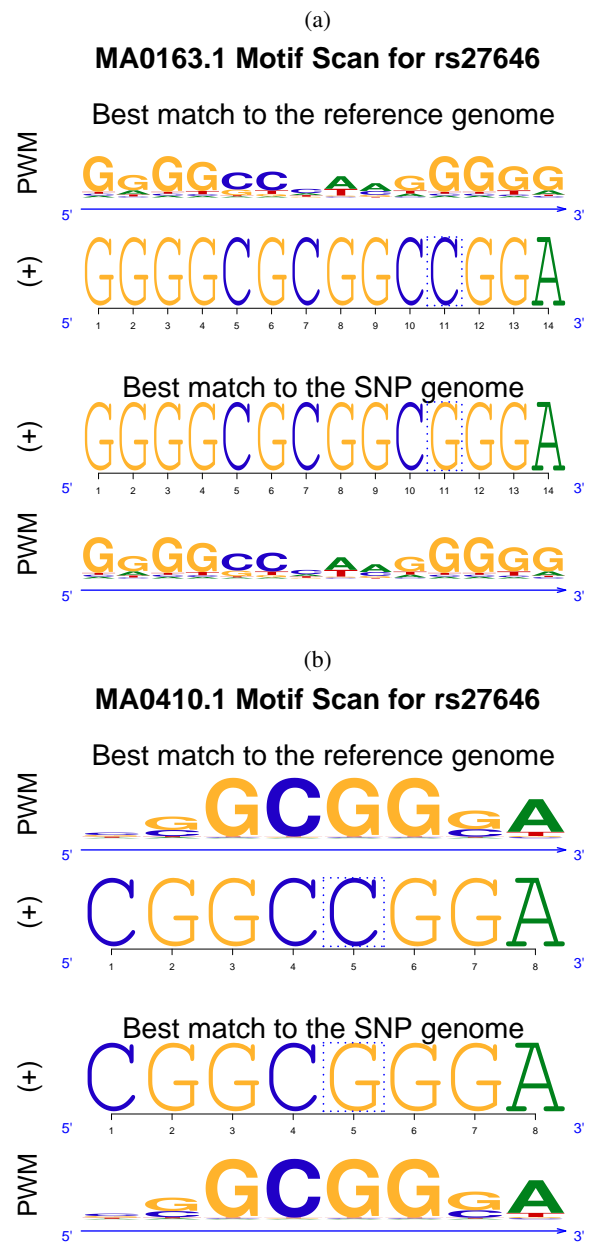 (a)
MA0163.1 Motif Scan for rs27646
Best match to the reference genome
PWM
GGGGCCCAAGGGGG
5' 3'
(+)
GGGGCGCGGCCGGA
5' 1 2 3 4 5 6 7 8 9 10 11 12 13 14 3'
Best match to the SNP genome
(+)
GGGGCGCGGCGGGA
5' 1 2 3 4 5 6 7 8 9 10 11 12 13 14 3'
PWM
GGGGCCCAAGGGGG
5' 3'
(b)
MA0410.1 Motif Scan for rs27646
Best match to the reference genome
PWM
GGCGGGA
5' 3'
(+)
CGGCCGGA
5' 1 2 3 4 5 6 7 8 3'
Best match to the SNP genome
(+)
CGGCGGGA
5' 1 2 3 4 5 6 7 8 3'
PWM
GGCGGGA
5' 3'